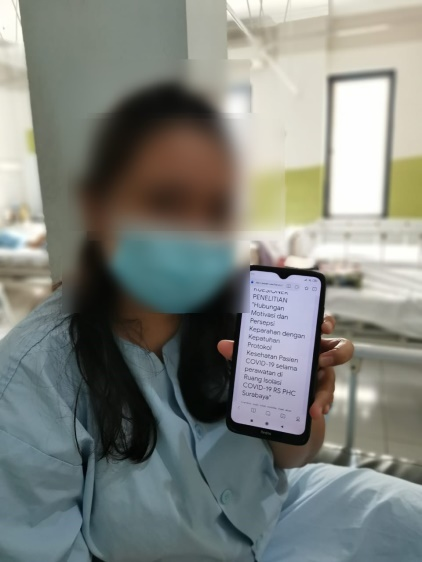 KUESIONER
PENELITIAN
"Hubungan
Motivasi dan
Persepsi
Keparahan dengan
Kepatuhan
Protokol
Kesehatan Pasien
COVID-19 selama
perawatan di
Ruang Isolasi
COVID-19 RS PHC
Surabaya"